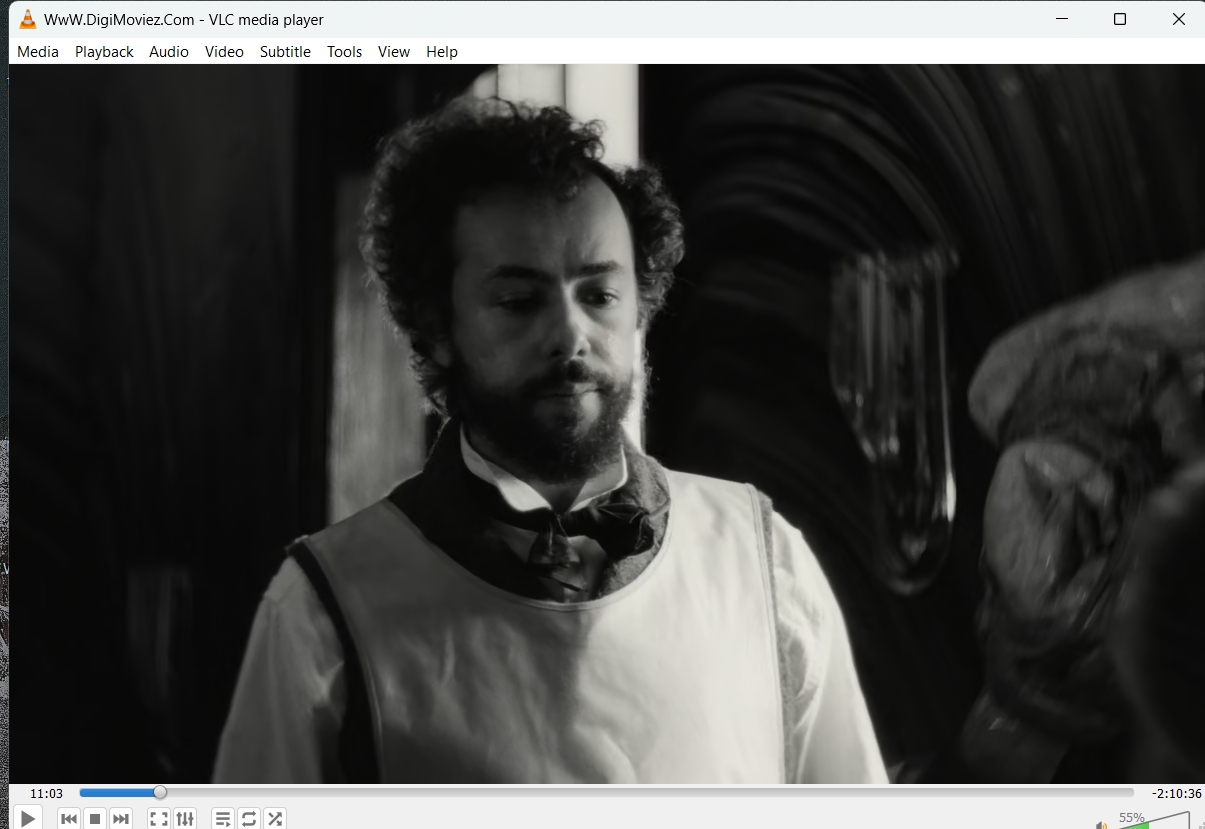 WwW.DigiMoviez.Com - VLC media player
Media Playback Audio Video Subtitle Tools View Help
11:03 -2:10:36
55%